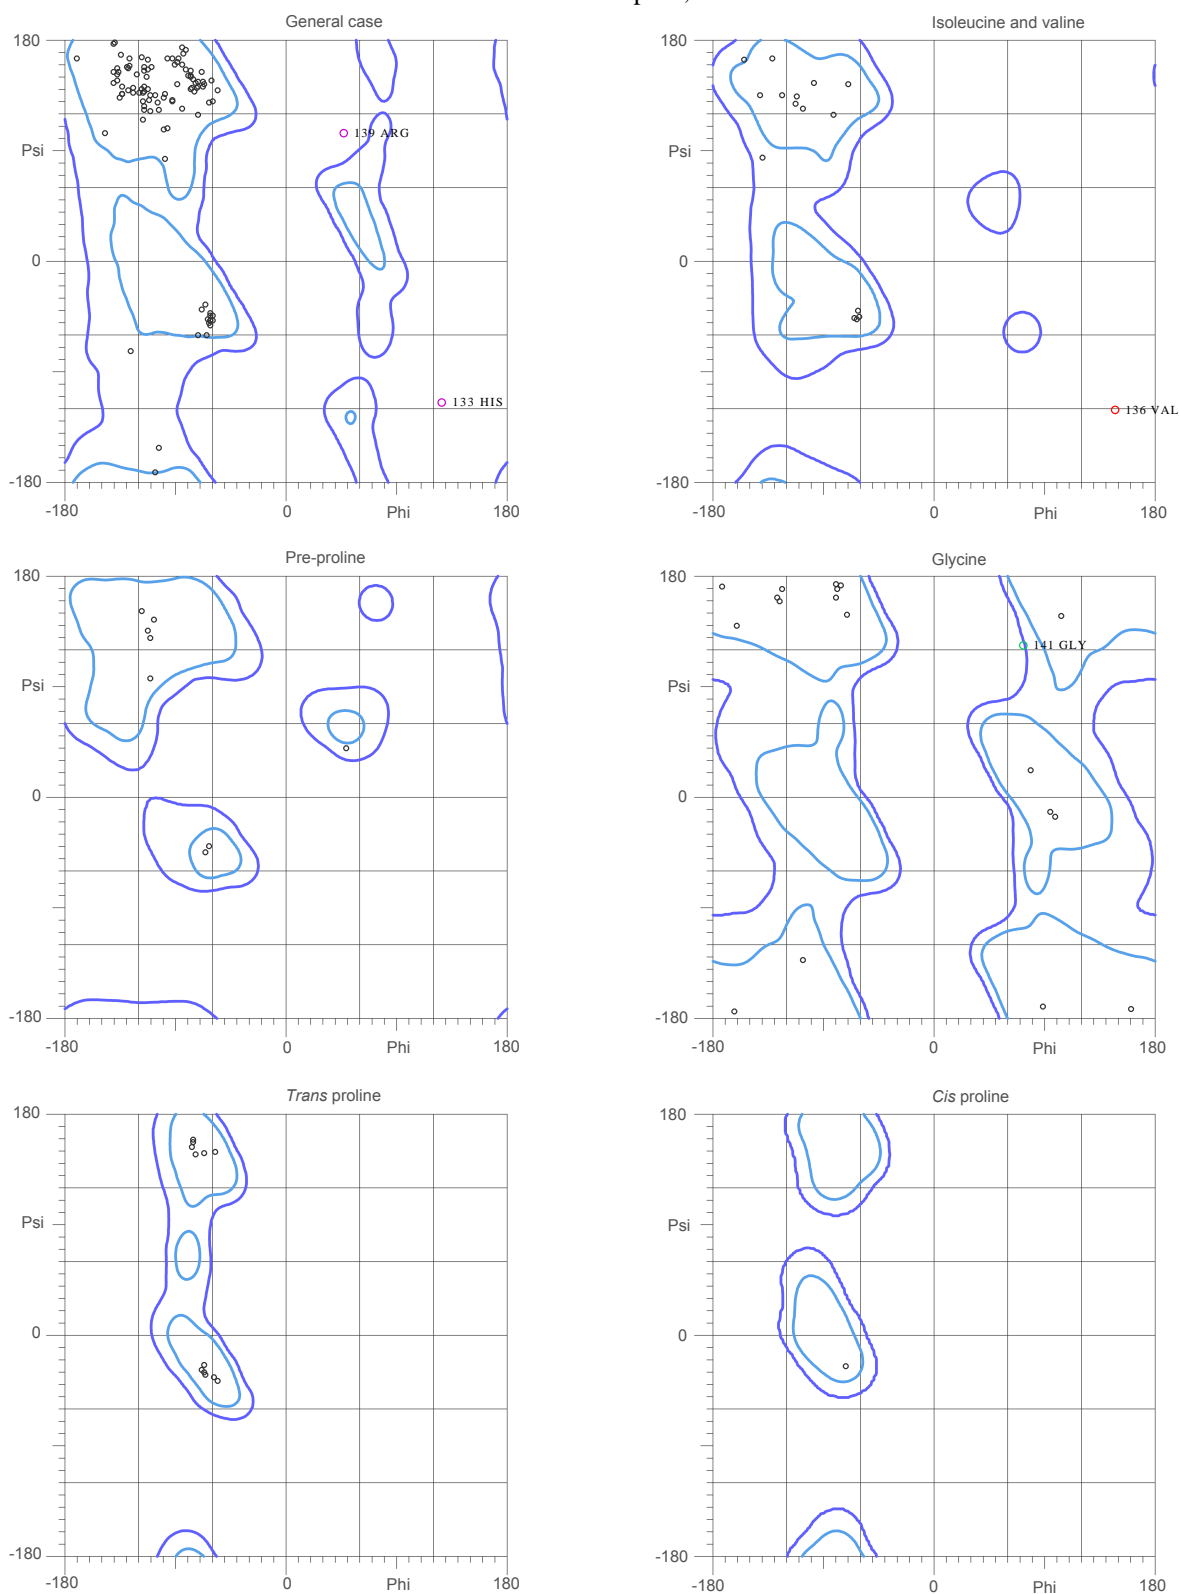 General case
180
Psi
0
-180
-180
0
Phi
180
139 ARG
133 HIS
Isoleucine and valine
180
Psi
0
-180
-180
0
Phi
180
136 VAL
Pre-proline
180
Psi
0
-180
-180
0
Phi
180
Glycine
180
Psi
0
-180
-180
0
Phi
180
141 GLY
Trans proline
180
Psi
0
-180
-180
0
Phi
180
Cis proline
180
Psi
0
-180
-180
0
Phi
180